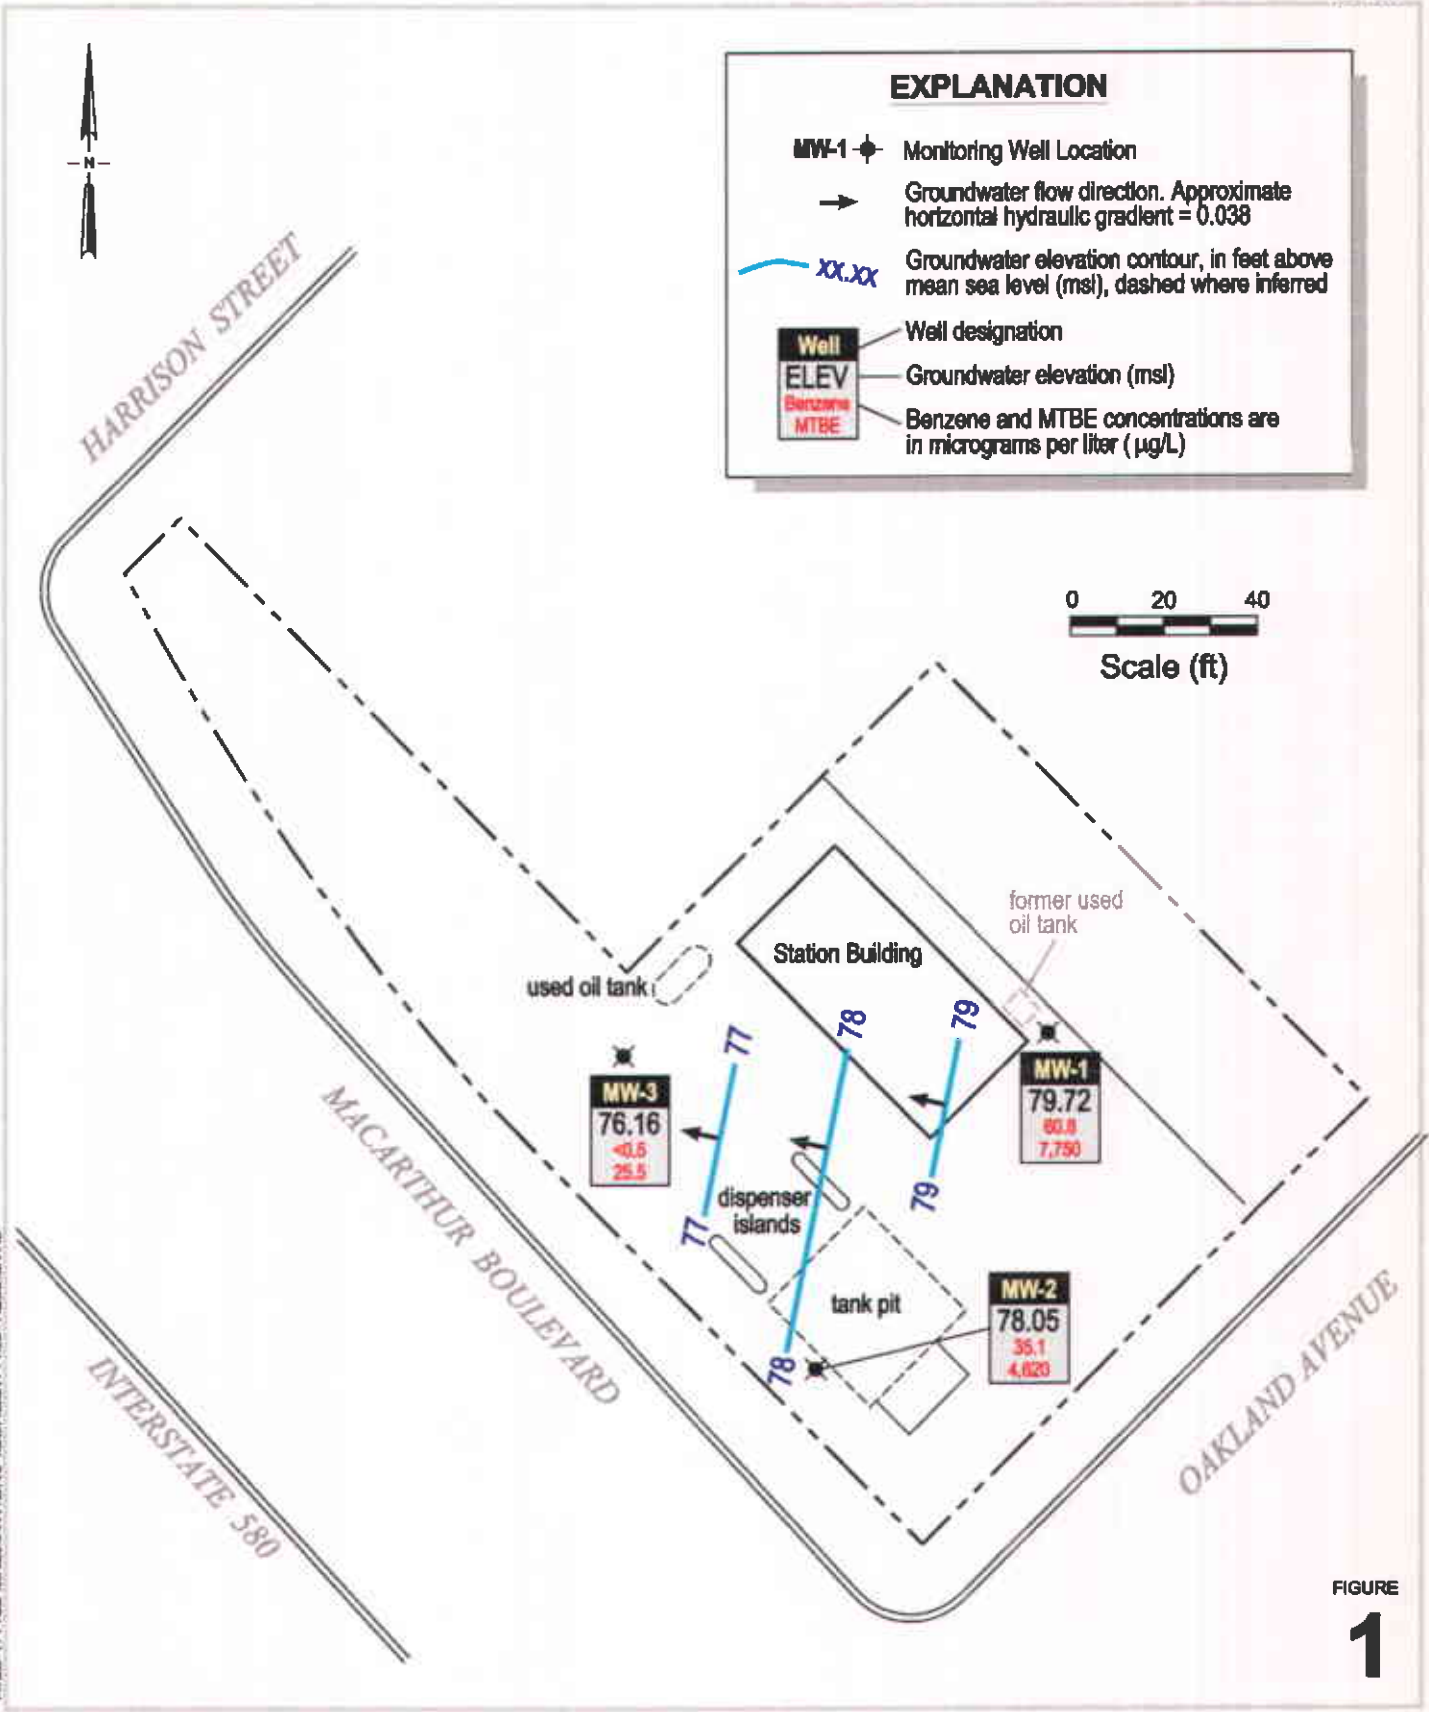 EXPLANATION
MW-1
Monitoring Well Location
Groundwater flow direction. Approximate
horizontal hydraulic gradient = 0.038
XX.XX
Groundwater elevation contour, in feet above
mean sea level (msl), dashed where inferred
Well
ELEV
Benzene
MTBE
Well designation
Groundwater elevation (msl)
Benzene and MTBE concentrations are
in micrograms per liter (µg/L)
N
HARRISON STREET
0 20 40
Scale (ft)
former used
oil tank
Station Building
used oil tank
77
78
79
MW-3
76.16
<0.5
25.5
MW-1
79.72
60.8
7,750
dispenser
islands
77
79
tank pit
MW-2
78.05
35.1
4,620
78
MACARTHUR BOULEVARD
INTERSTATE 580
OAKLAND AVENUE
FIGURE
1